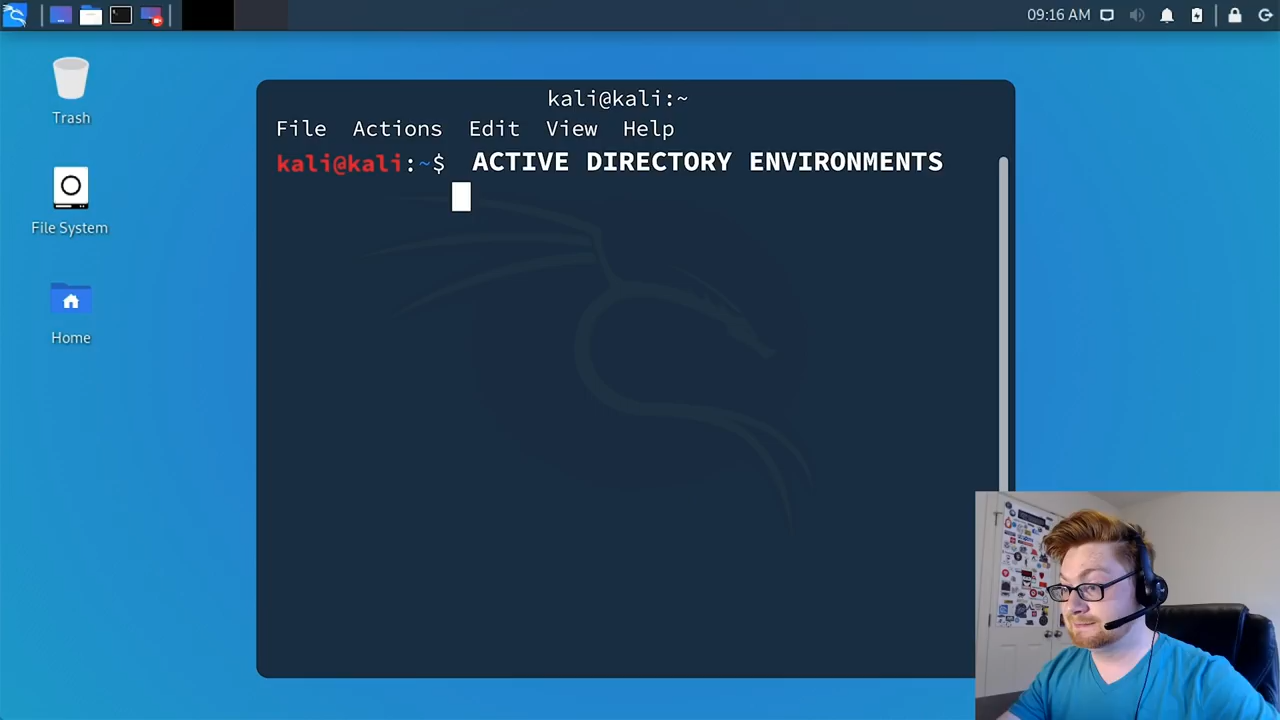 09:16 AM
kali@kali:~
File Actions Edit View Help
kali@kali:~$ ACTIVE DIRECTORY ENVIRONMENTS
Trash
File System
Home